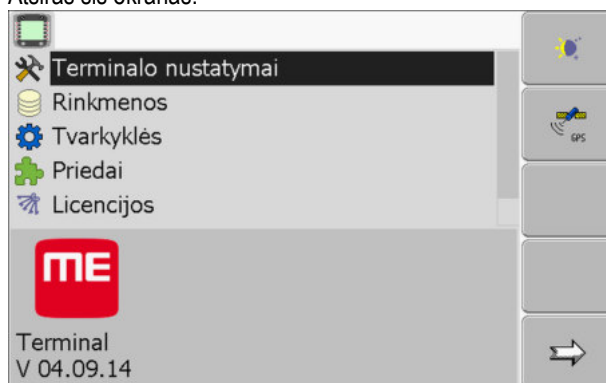 Atsiras šis ekranas:
Terminalo nustatymai
Rinkmenos
Tvarkyklės
Priedai
Licencijos
GPS
ME
Terminal
V 04.09.14